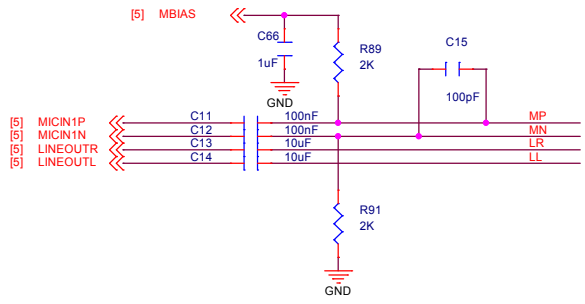 [5] MBIAS
C66
1uF
GND
R89
2K
C15
100pF
[5] MICIN1P C11 100nF MP
[5] MICIN1N C12 100nF MN
[5] LINEOUTR C13 10uF LR
[5] LINEOUTL C14 10uF LL
R91
2K
GND